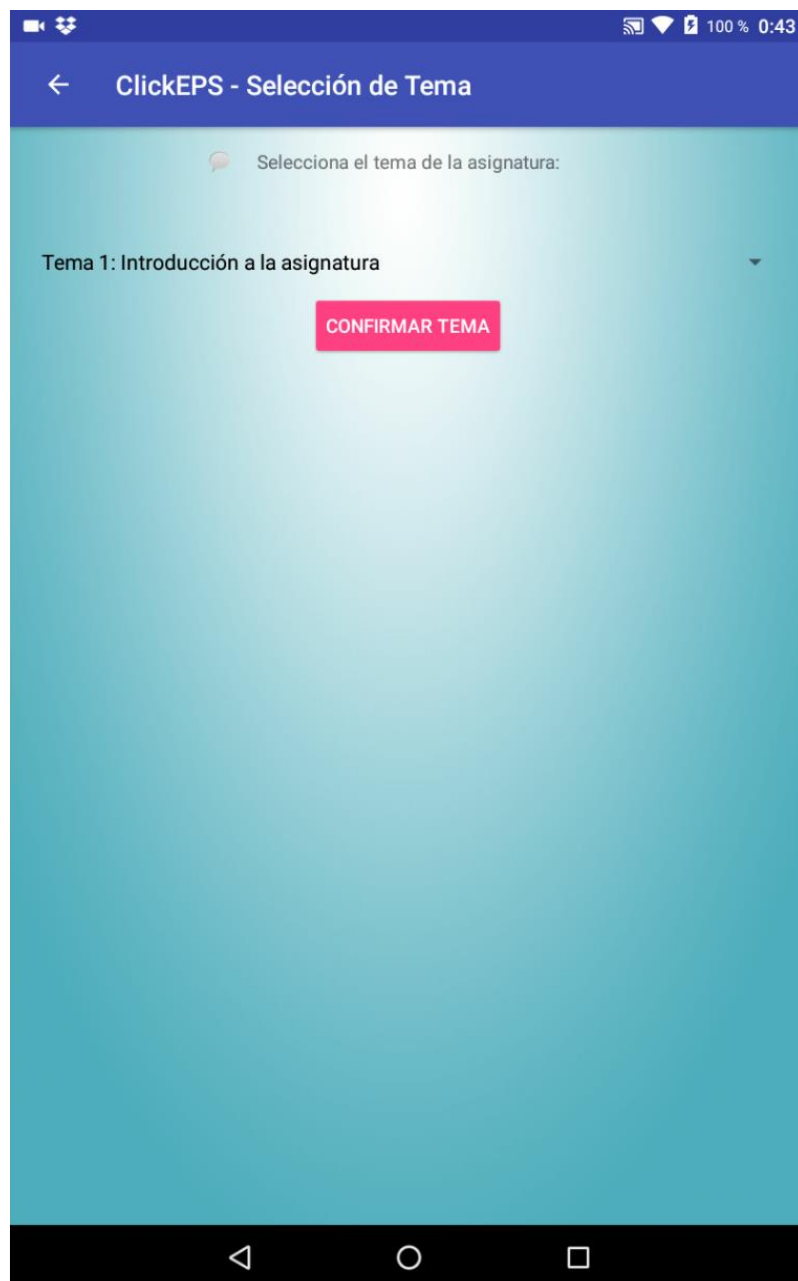 100 % 0:43
ClickEPS - Selección de Tema
Selecciona el tema de la asignatura:
Tema 1: Introducción a la asignatura
CONFIRMAR TEMA